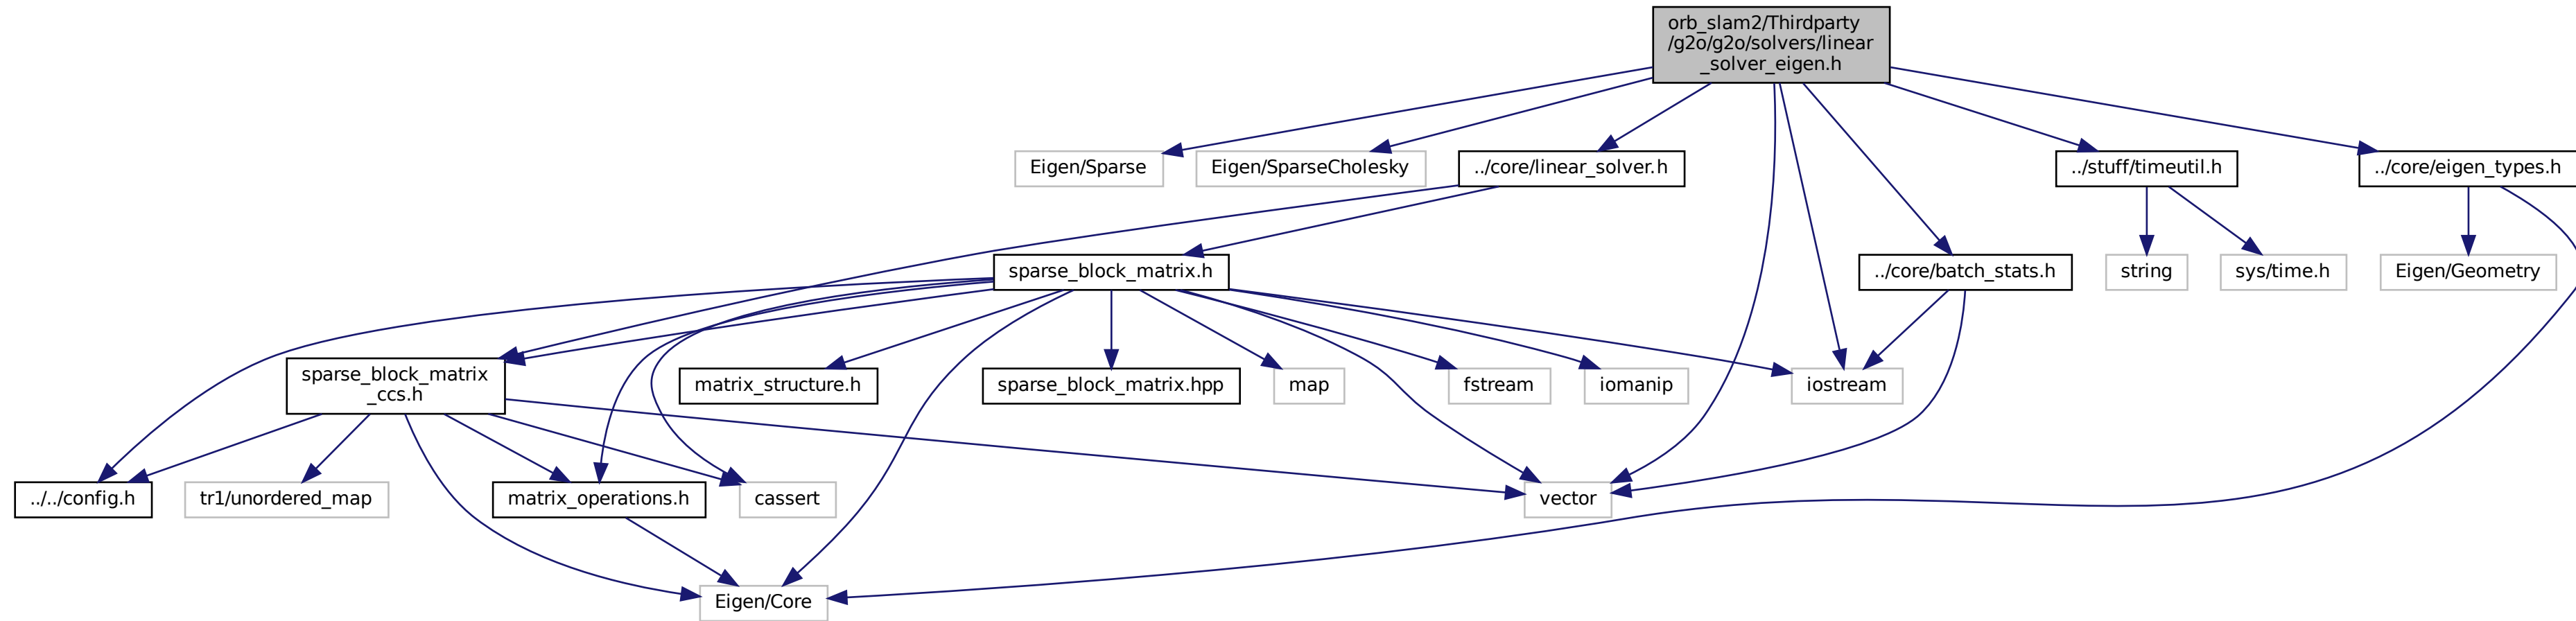 orb_slam2/Thirdparty
/g2o/g2o/solvers/linear
_solver_eigen.h
Eigen/Sparse
Eigen/SparseCholesky
../core/linear_solver.h
../stuff/timeutil.h
../core/eigen_types.h
sparse_block_matrix.h
../core/batch_stats.h
string
sys/time.h
Eigen/Geometry
sparse_block_matrix
_ccs.h
matrix_structure.h
sparse_block_matrix.hpp
map
fstream
iomanip
iostream
../../config.h
tr1/unordered_map
matrix_operations.h
cassert
vector
Eigen/Core